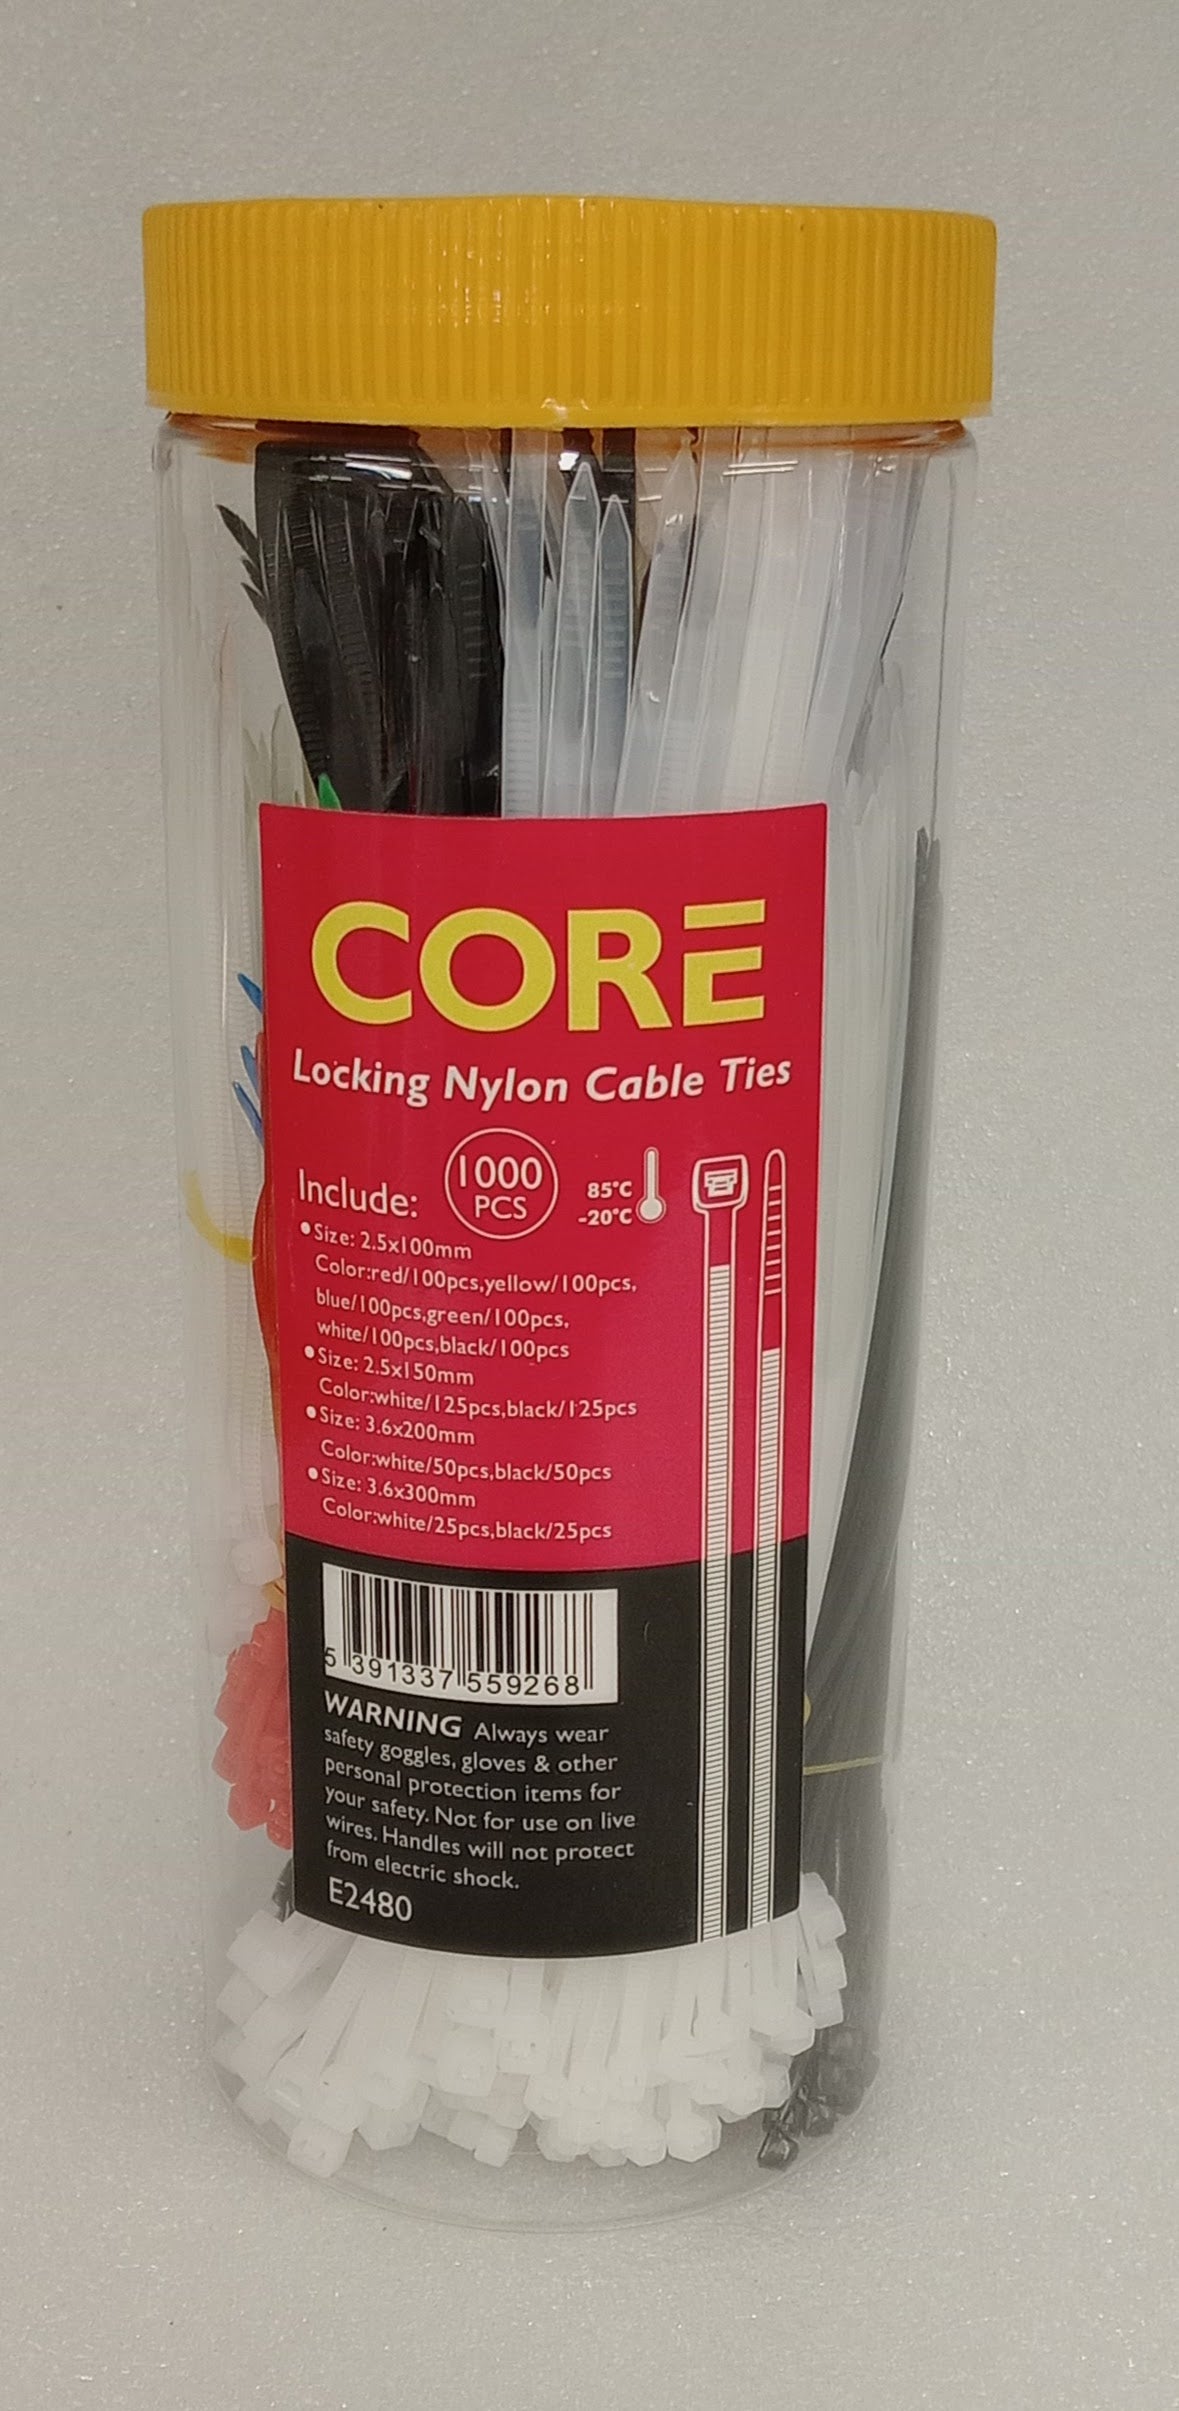 CORE
Locking Nylon Cable Ties
Include:
1000
PCS
85°C
-20°C
•Size: 2.5x100mm
Color:red/100pcs,yellow/100pcs,
blue/100pcs,green/100pcs,
white/100pcs,black/100pcs
•Size: 2.5x150mm
Color:white/125pcs,black/125pcs
•Size: 3.6x200mm
Color:white/50pcs,black/50pcs
•Size: 3.6x300mm
Color:white/25pcs,black/25pcs
5 391337 559268
WARNING Always wear
safety goggles, gloves & other
personal protection items for
your safety. Not for use on live
wires. Handles will not protect
from electric shock.
E2480